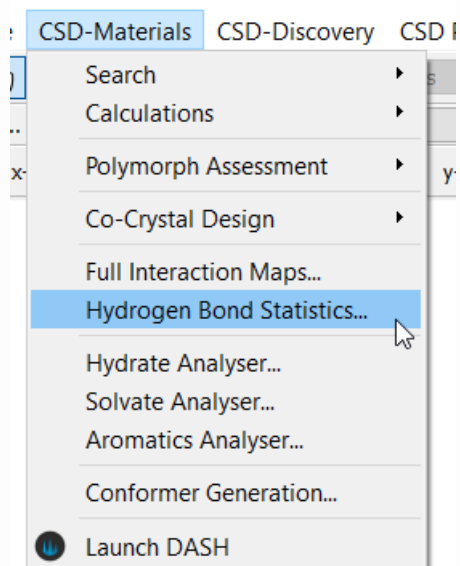 CSD-Materials CSD-Discovery CSD
Search
Calculations
x-
y-
Polymorph Assessment
Co-Crystal Design
Full Interaction Maps...
Hydrogen Bond Statistics...
Hydrate Analyser...
Solvate Analyser...
Aromatics Analyser...
Conformer Generation...
Launch DASH